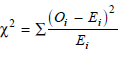 χ² = Σ (Oᵢ − Eᵢ)² / Eᵢ